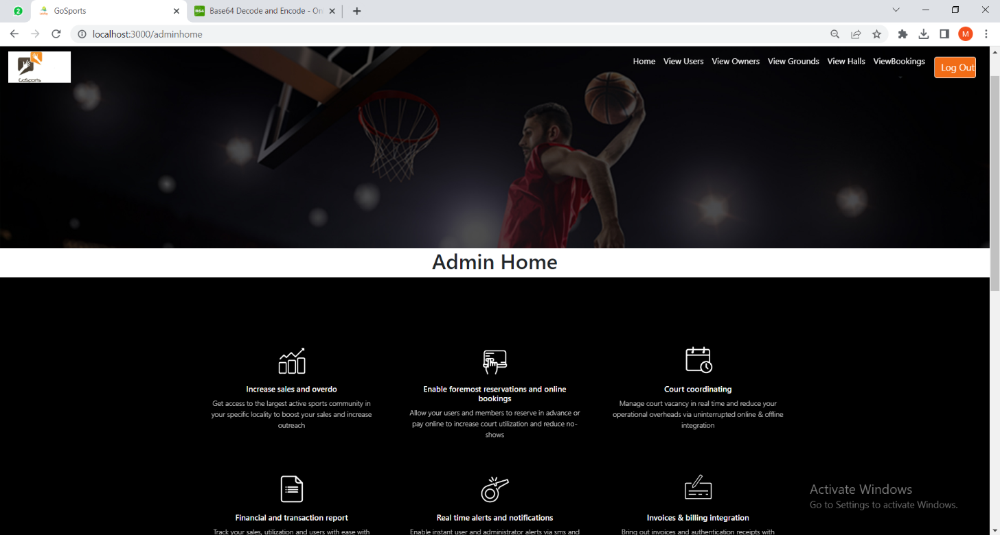 2
GoSports
Base64 Decode and Encode - Onl
localhost:3000/adminhome
M
GoSports
Home View Users View Owners View Grounds View Halls ViewBookings Log Out
Admin Home
Increase sales and overdo
Get access to the largest active sports community in
your specific locality to boost your sales and increase
outreach
Enable foremost reservations and online
bookings
Allow your users and members to reserve in advance or
pay online to increase court utilization and reduce no-
shows
Court coordinating
Manage court vacancy in real time and reduce your
operational overheads via uninterrupted online & offline
integration
Financial and transaction report
Track your sales, utilization and users with ease with
Real time alerts and notifications
Enable instant user and administrator alerts via sms and
Invoices & billing integration
Bring out invoices and authentication receipts with
Activate Windows
Go to Settings to activate Windows.